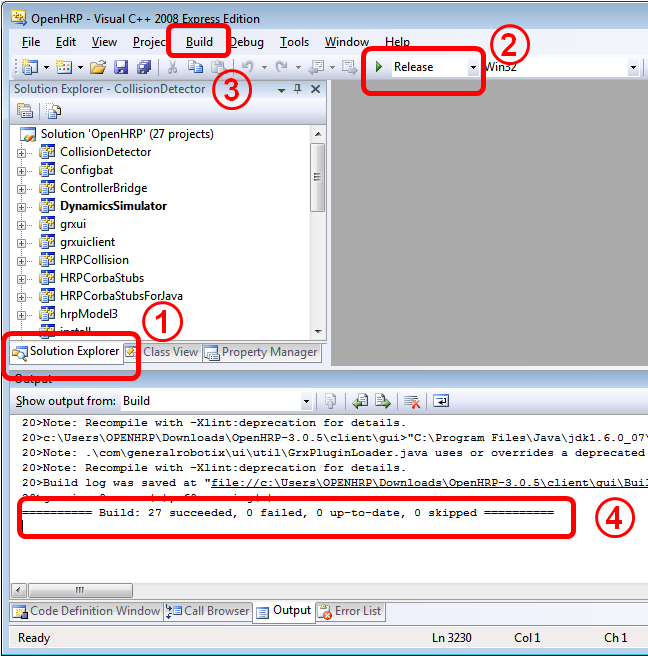 OpenHRP - Visual C++ 2008 Express Edition
File Edit View Project Build Debug Tools Window Help
2
Release Win32
3
Solution Explorer - CollisionDetector
Solution 'OpenHRP' (27 projects)
CollisionDetector
Configbat
ControllerBridge
DynamicsSimulator
grxui
grxuiclient
HRPCollision
HRPCorbaStubs
HRPCorbaStubsForJava
hrpModel3
install
1
Solution Explorer Class View Property Manager
Output
Show output from: Build
20>Note: Recompile with -Xlint:deprecation for details.
20>c:\Users\OPENHRP\Downloads\OpenHRP-3.0.5\client\gui>"C:\Program Files\Java\jdk1.6.0_07\
20>Note: .\com\generalrobotix\ui\util\GrxPluginLoader.java uses or overrides a deprecated
20>Note: Recompile with -Xlint:deprecation for details.
20>Build log was saved at "file://c:\Users\OPENHRP\Downloads\OpenHRP-3.0.5\client\gui\Buil
========== Build: 27 succeeded, 0 failed, 0 up-to-date, 0 skipped ==========
4
Code Definition Window Call Browser Output Error List
Ready Ln 3230 Col 1 Ch 1